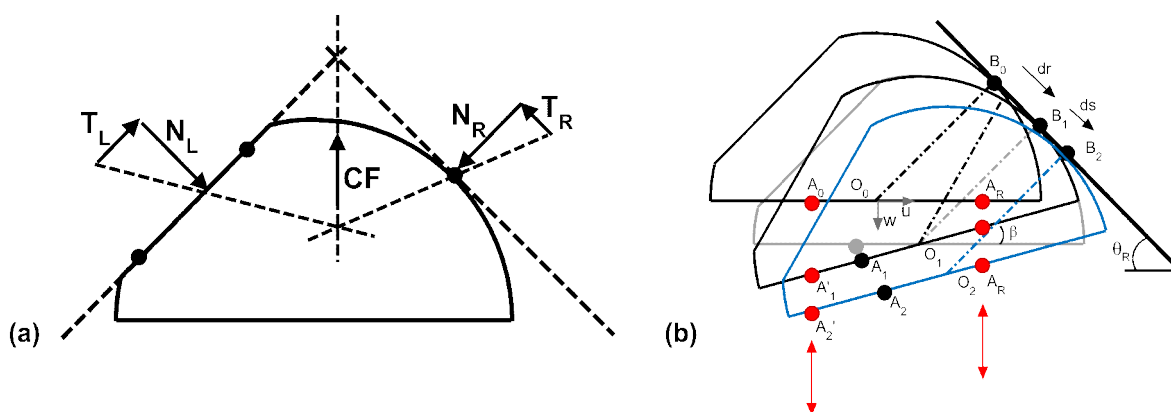 T_L
N_L
N_R
T_R
CF
(a)
B_0
dr
ds
B_1
B_2
A_0
O_0
A_R
w
u
β
A_1
O_1
A'_1
θ_R
O_2
A_R
A_2
A_2'
(b)